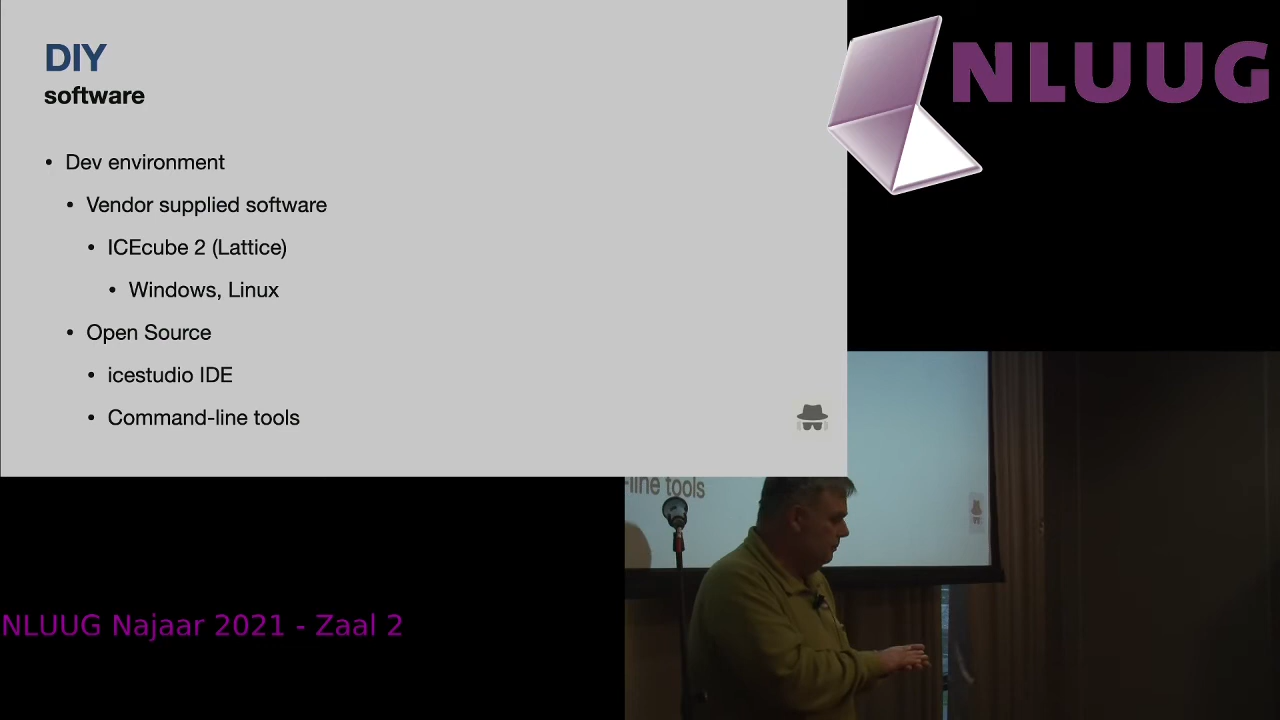 DIY
software
• Dev environment
• Vendor supplied software
• ICEcube 2 (Lattice)
• Windows, Linux
• Open Source
• icestudio IDE
• Command-line tools
NLUUG
-line tools
NLUUG Najaar 2021 - Zaal 2